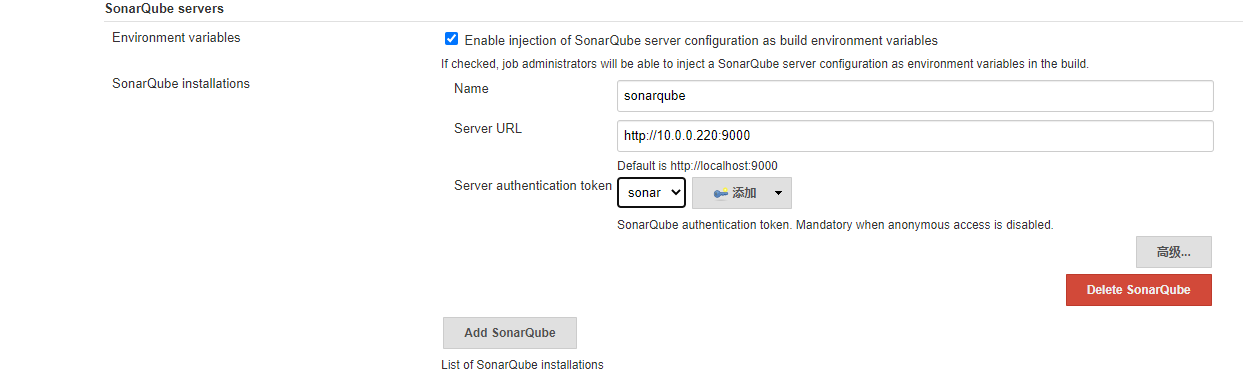 SonarQube servers
Environment variables
Enable injection of SonarQube server configuration as build environment variables
If checked, job administrators will be able to inject a SonarQube server configuration as environment variables in the build.
SonarQube installations
Name
sonarqube
Server URL
http://10.0.0.220:9000
Default is http://localhost:9000
Server authentication token
sonar
添加
SonarQube authentication token. Mandatory when anonymous access is disabled.
高级...
Delete SonarQube
Add SonarQube
List of SonarQube installations